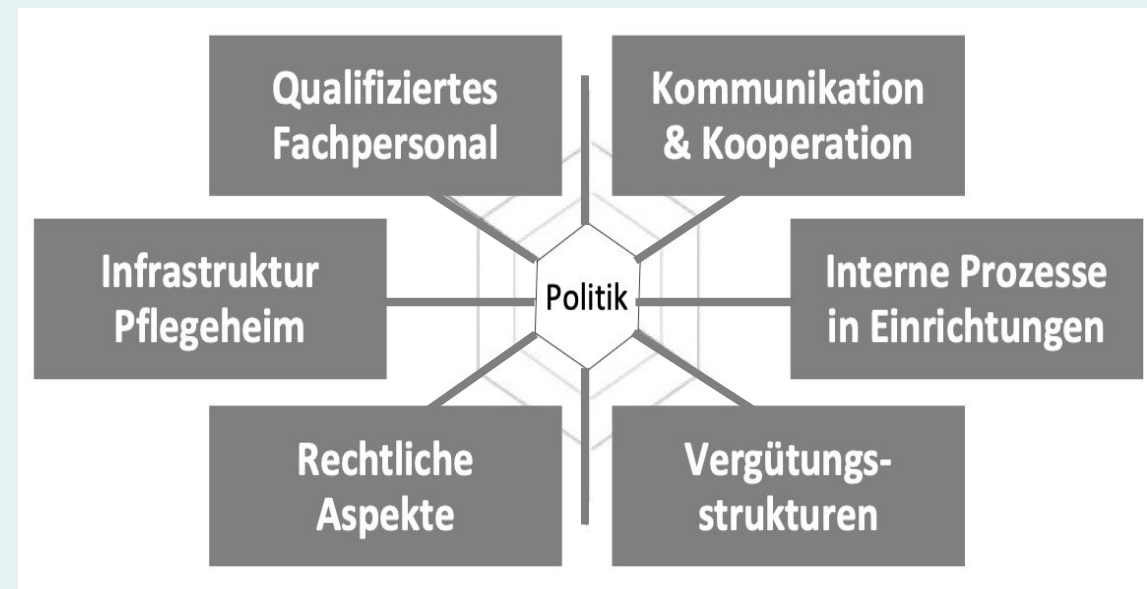 Qualifiziertes
Fachpersonal
Kommunikation
& Kooperation
Infrastruktur
Pflegeheim
Politik
Interne Prozesse
in Einrichtungen
Rechtliche
Aspekte
Vergütungs-
strukturen